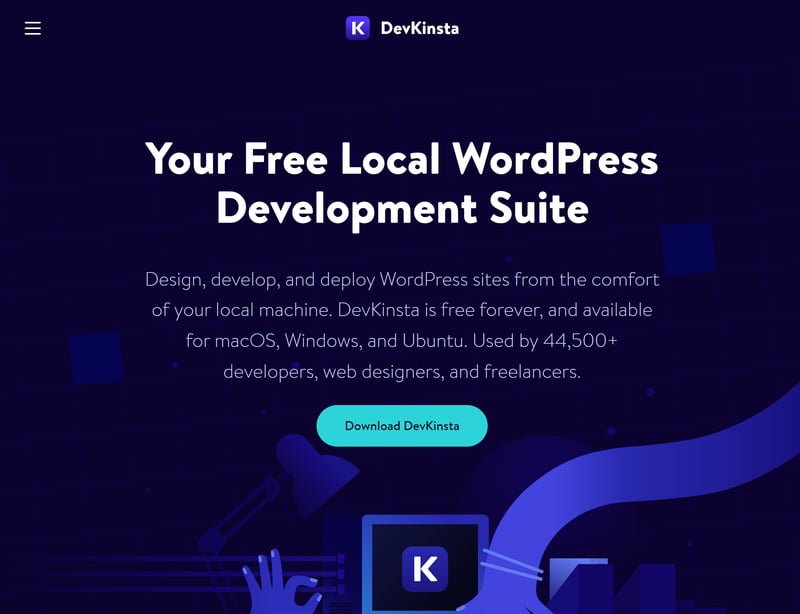 K DevKinsta
Your Free Local WordPress
Development Suite
Design, develop, and deploy WordPress sites from the comfort
of your local machine. DevKinsta is free forever, and available
for macOS, Windows, and Ubuntu. Used by 44,500+
developers, web designers, and freelancers.
Download DevKinsta
K